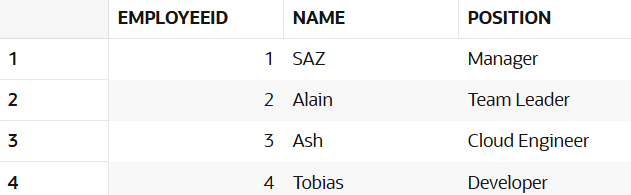 EMPLOYEEID NAME POSITION
1 1 SAZ Manager
2 2 Alain Team Leader
3 3 Ash Cloud Engineer
4 4 Tobias Developer